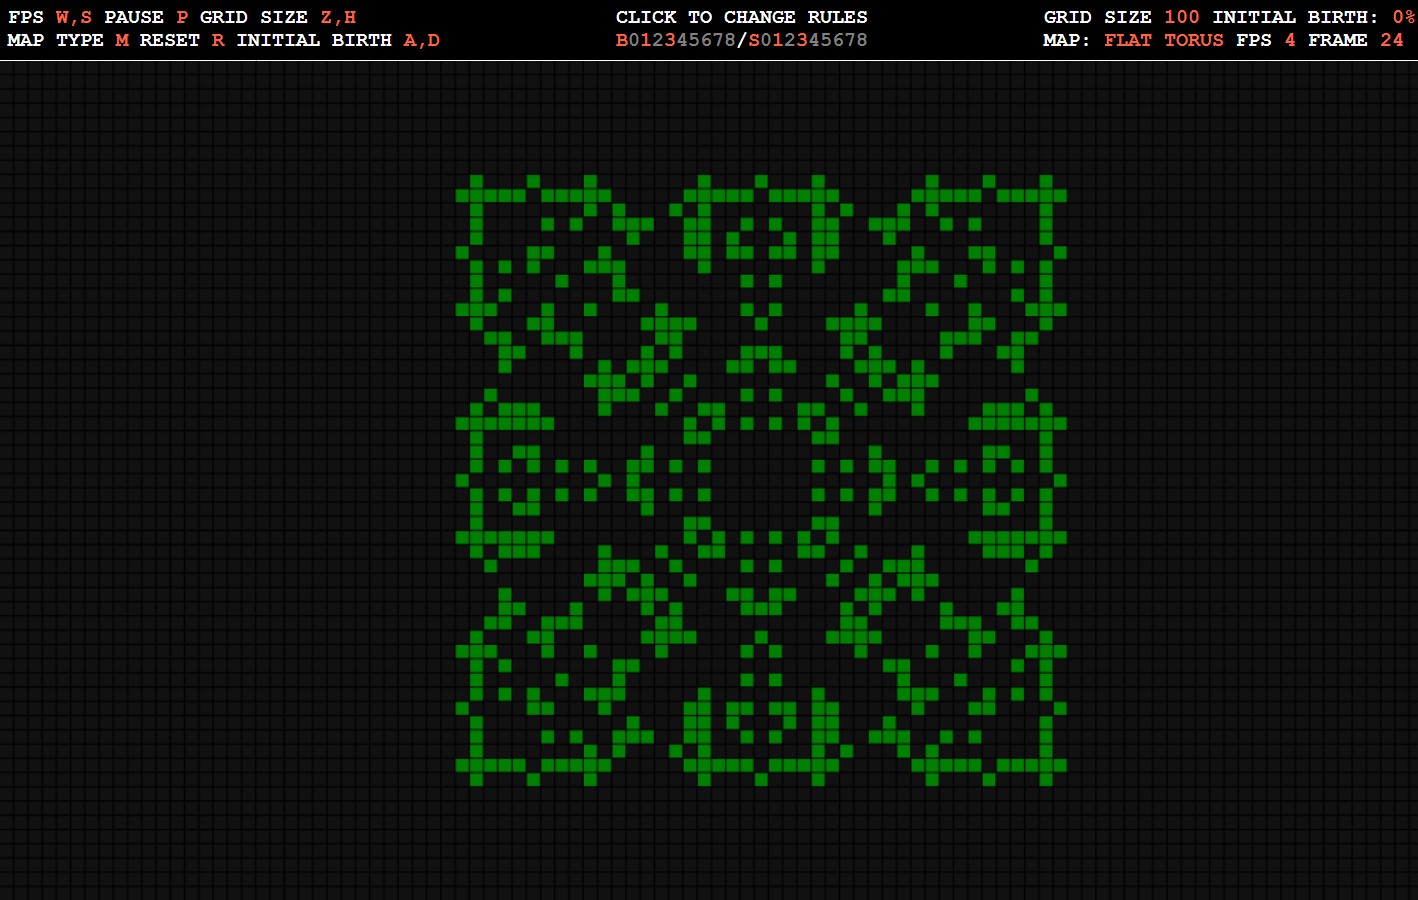 FPS W,S PAUSE P GRID SIZE Z,H
MAP TYPE M RESET R INITIAL BIRTH A,D
CLICK TO CHANGE RULES
B012345678/S012345678
GRID SIZE 100 INITIAL BIRTH: 0%
MAP: FLAT TORUS FPS 4 FRAME 24